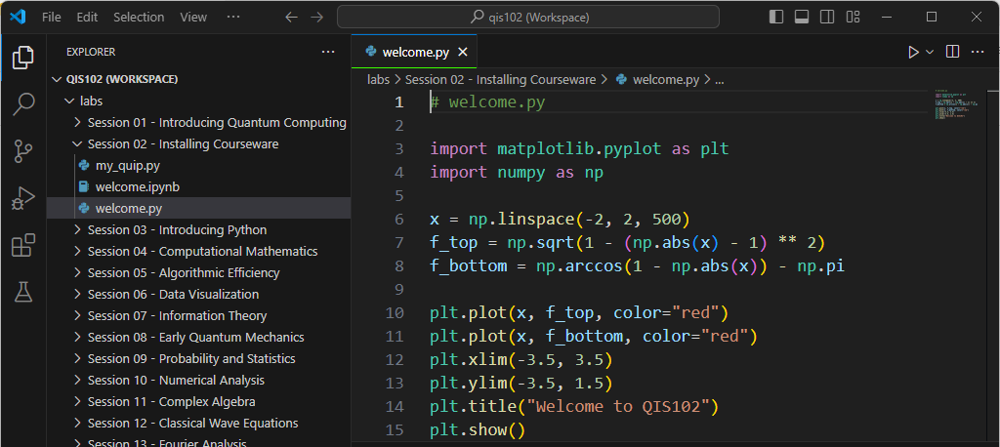 File Edit Selection View ··· qis102 (Workspace)
EXPLORER ···
QIS102 (WORKSPACE)
labs
Session 01 - Introducing Quantum Computing
Session 02 - Installing Courseware
my_quip.py
welcome.ipynb
welcome.py
Session 03 - Introducing Python
Session 04 - Computational Mathematics
Session 05 - Algorithmic Efficiency
Session 06 - Data Visualization
Session 07 - Information Theory
Session 08 - Early Quantum Mechanics
Session 09 - Probability and Statistics
Session 10 - Numerical Analysis
Session 11 - Complex Algebra
Session 12 - Classical Wave Equations
Session 13 - Fourier Analysis
welcome.py
labs > Session 02 - Installing Courseware > welcome.py > ...
1 # welcome.py
2
3 import matplotlib.pyplot as plt
4 import numpy as np
5
6 x = np.linspace(-2, 2, 500)
7 f_top = np.sqrt(1 - (np.abs(x) - 1) ** 2)
8 f_bottom = np.arccos(1 - np.abs(x)) - np.pi
9
10 plt.plot(x, f_top, color="red")
11 plt.plot(x, f_bottom, color="red")
12 plt.xlim(-3.5, 3.5)
13 plt.ylim(-3.5, 1.5)
14 plt.title("Welcome to QIS102")
15 plt.show()